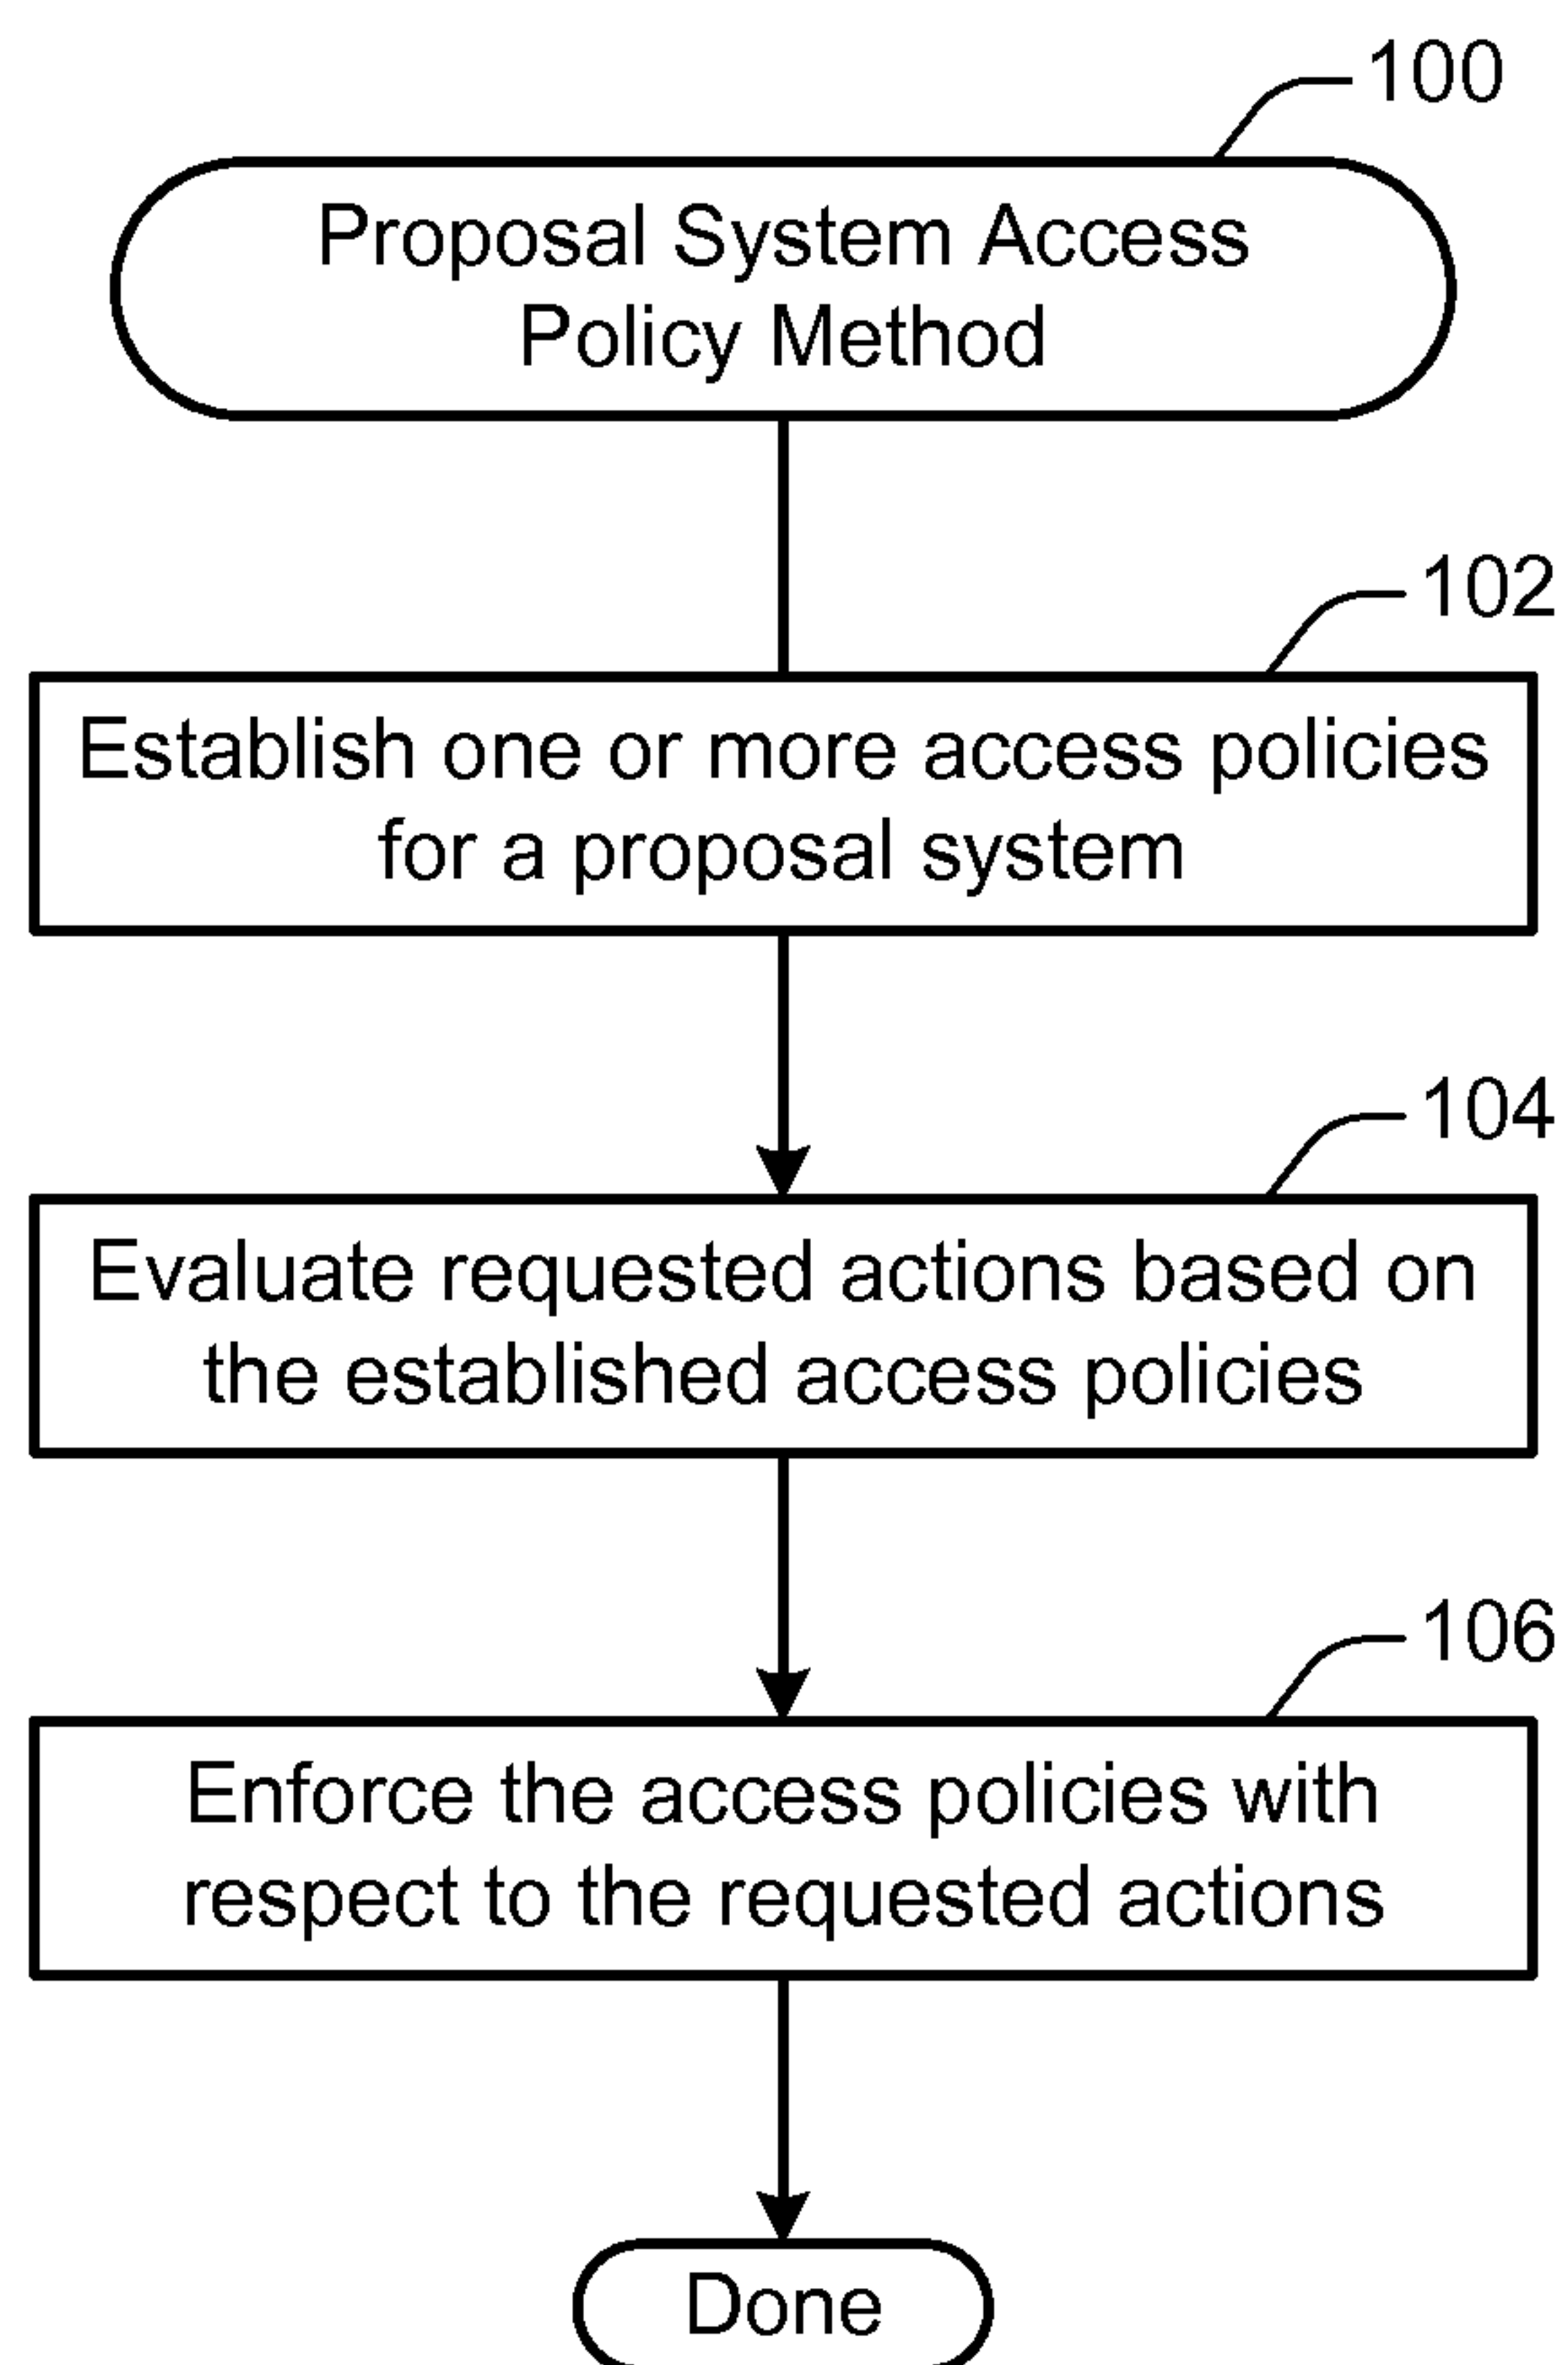 100
Proposal System Access
Policy Method
102
Establish one or more access policies
for a proposal system
104
Evaluate requested actions based on
the established access policies
106
Enforce the access policies with
respect to the requested actions
Done